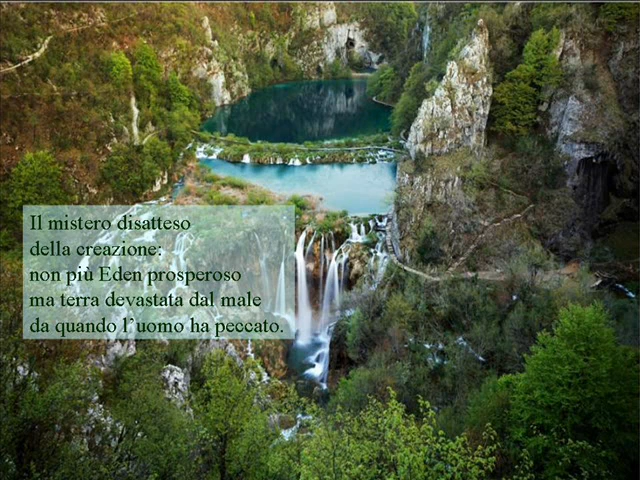 Il mistero disatteso
della creazione:
non più Eden prosperoso
ma terra devastata dal male
da quando l’uomo ha peccato.